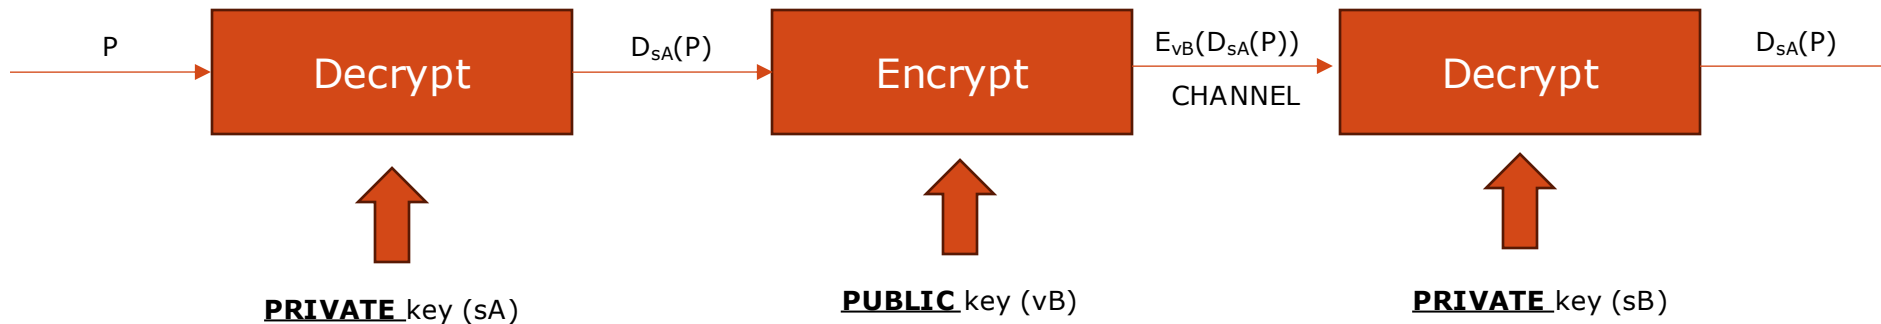 P
Decrypt
DsA(P)
Encrypt
EvB(DsA(P))
CHANNEL
Decrypt
DsA(P)
PRIVATE key (sA)
PUBLIC key (vB)
PRIVATE key (sB)